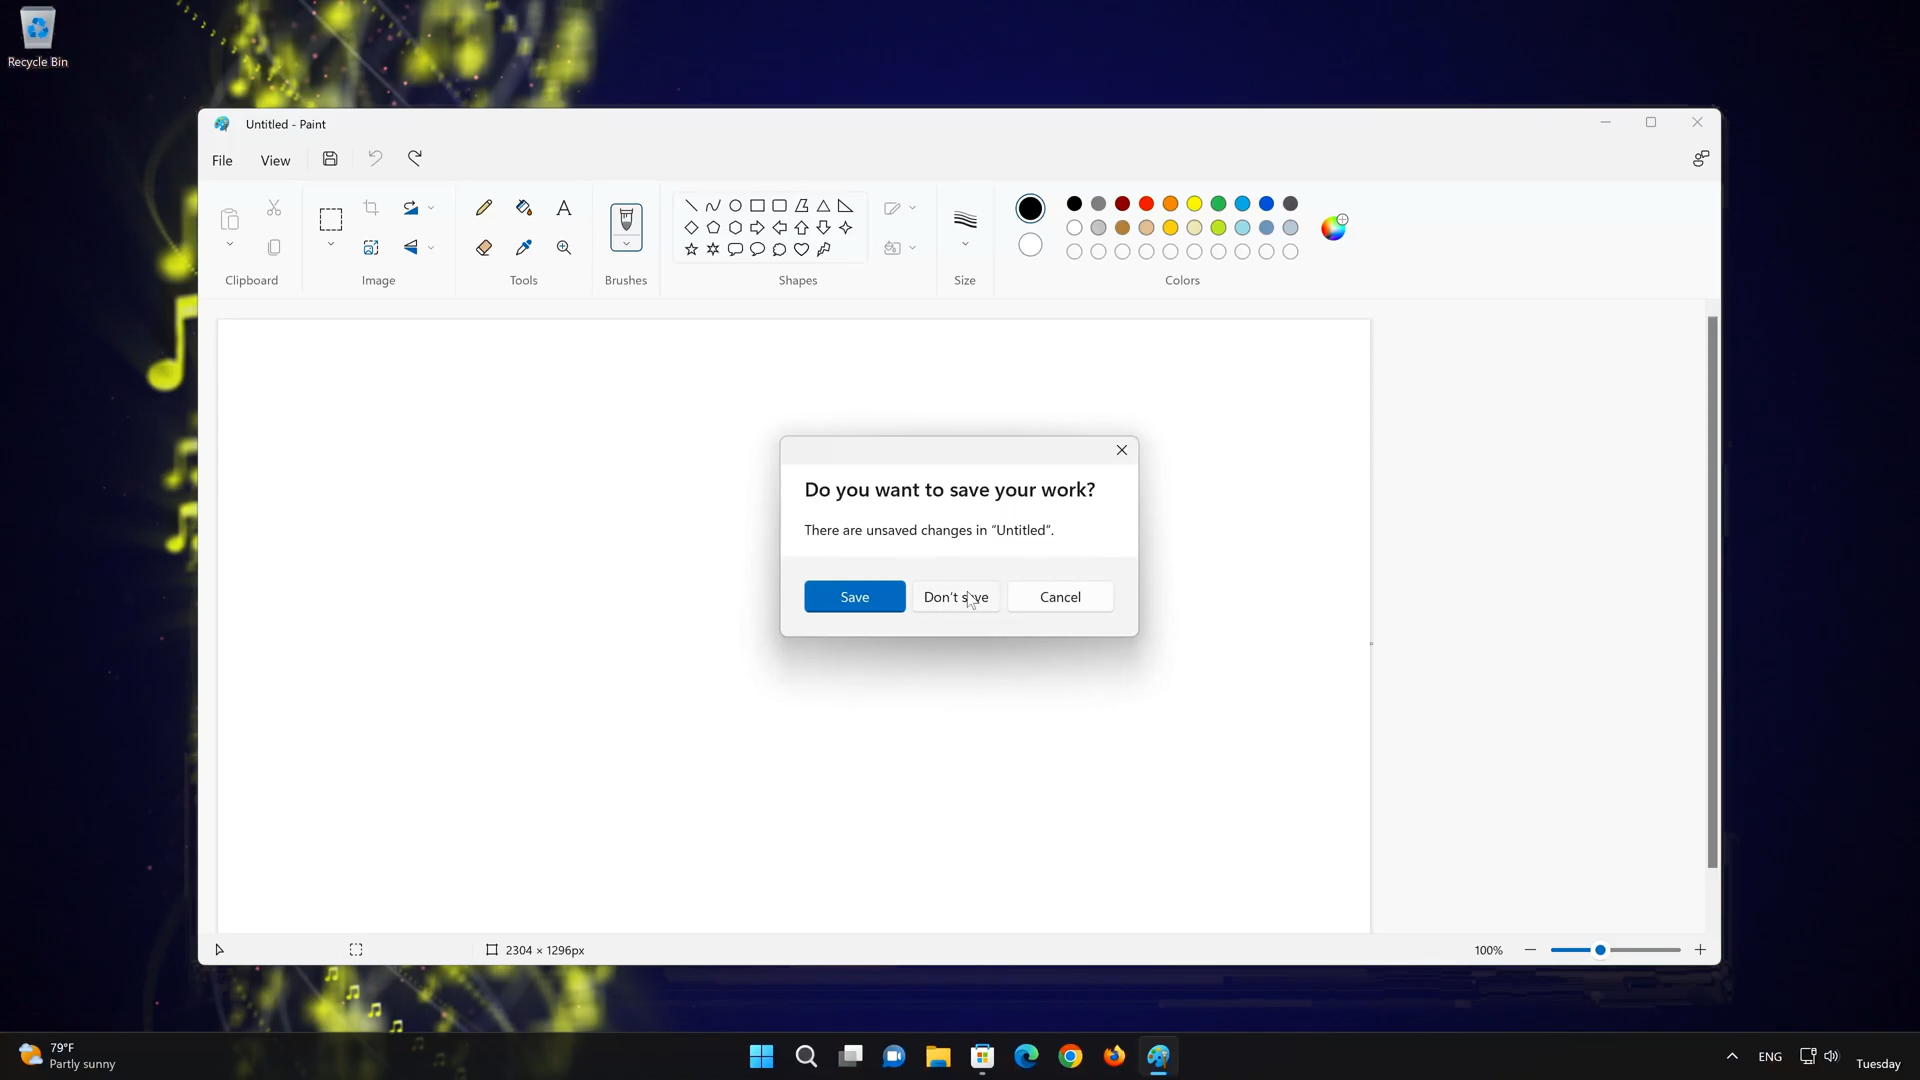 Recycle Bin
Untitled - Paint
File
View
Clipboard
Image
Tools
Brushes
Shapes
Size
Colors
Do you want to save your work?
There are unsaved changes in “Untitled”.
Save
Don't save
Cancel
2304 × 1296px
100%
79°F
Partly sunny
ENG
Tuesday